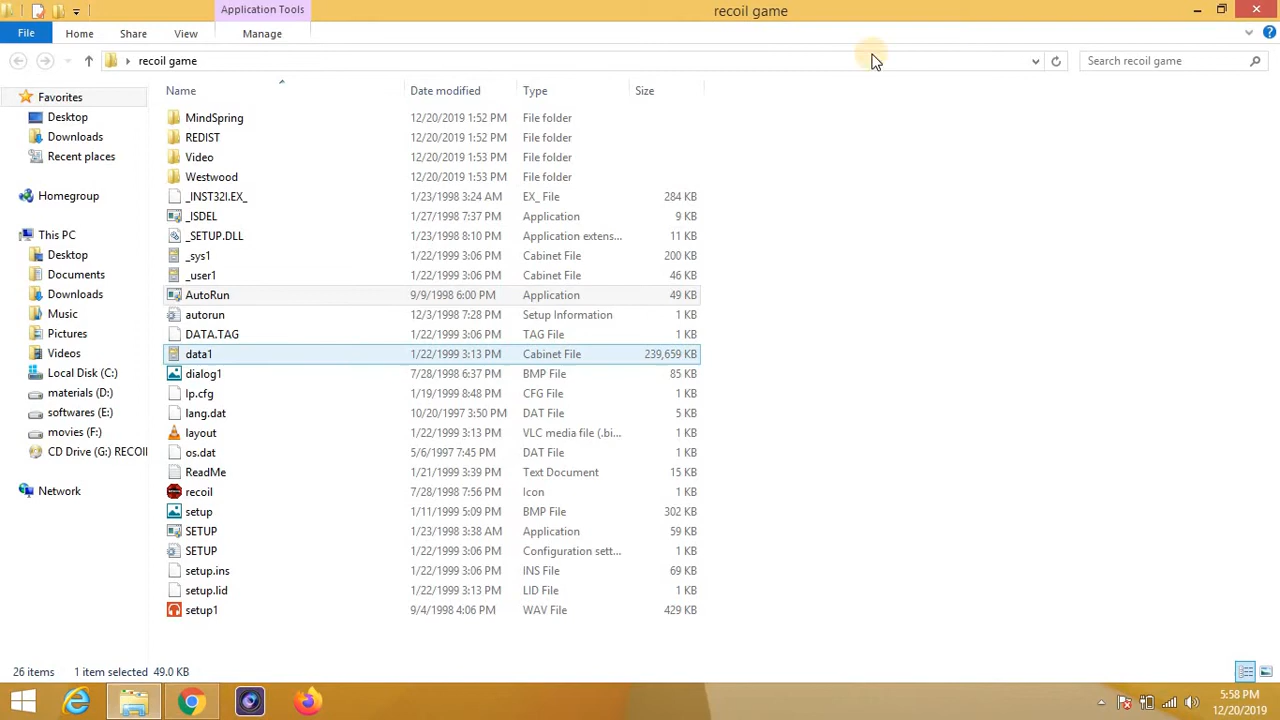 Application Tools
recoil game
File Home Share View Manage
recoil game
Search recoil game
Name Date modified Type Size
Favorites
Desktop
Downloads
Recent places
Homegroup
This PC
Desktop
Documents
Downloads
Music
Pictures
Videos
Local Disk (C:)
materials (D:)
softwares (E:)
movies (F:)
CD Drive (G:) RECOI
Network
MindSpring 12/20/2019 1:52 PM File folder
REDIST 12/20/2019 1:52 PM File folder
Video 12/20/2019 1:53 PM File folder
Westwood 12/20/2019 1:53 PM File folder
_INST32I.EX_ 1/23/1998 3:24 AM EX_ File 284 KB
_ISDEL 1/27/1998 7:37 PM Application 9 KB
_SETUP.DLL 1/23/1998 8:10 PM Application extens... 11 KB
_sys1 1/22/1999 3:06 PM Cabinet File 200 KB
_user1 1/22/1999 3:06 PM Cabinet File 46 KB
AutoRun 9/9/1998 6:00 PM Application 49 KB
autorun 12/3/1998 7:28 PM Setup Information 1 KB
DATA.TAG 1/22/1999 3:06 PM TAG File 1 KB
data1 1/22/1999 3:13 PM Cabinet File 239,659 KB
dialog1 7/28/1998 6:37 PM BMP File 85 KB
lp.cfg 1/19/1999 8:48 PM CFG File 1 KB
lang.dat 10/20/1997 3:50 PM DAT File 5 KB
layout 1/22/1999 3:13 PM VLC media file (.bi... 1 KB
os.dat 5/6/1997 7:45 PM DAT File 1 KB
ReadMe 1/21/1999 3:39 PM Text Document 15 KB
recoil 7/28/1998 7:56 PM Icon 1 KB
setup 1/11/1999 5:09 PM BMP File 302 KB
SETUP 1/23/1998 3:38 AM Application 59 KB
SETUP 1/22/1999 3:06 PM Configuration sett... 1 KB
setup.ins 1/22/1999 3:06 PM INS File 69 KB
setup.lid 1/22/1999 3:13 PM LID File 1 KB
setup1 9/4/1998 4:06 PM WAV File 429 KB
26 items 1 item selected 49.0 KB
5:58 PM
12/20/2019